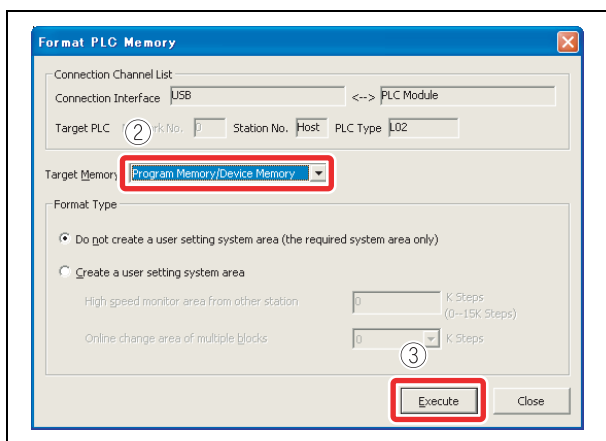 Format PLC Memory
Connection Channel List
Connection Interface USB <--> PLC Module
Target PLC No. 0 Station No. Host PLC Type L02
②
Target Memory Program Memory/Device Memory
Format Type
Do not create a user setting system area (the required system area only)
Create a user setting system area
High speed monitor area from other station 0 K Steps
(0--15K Steps)
Online change area of multiple blocks 0 K Steps
③
Execute Close